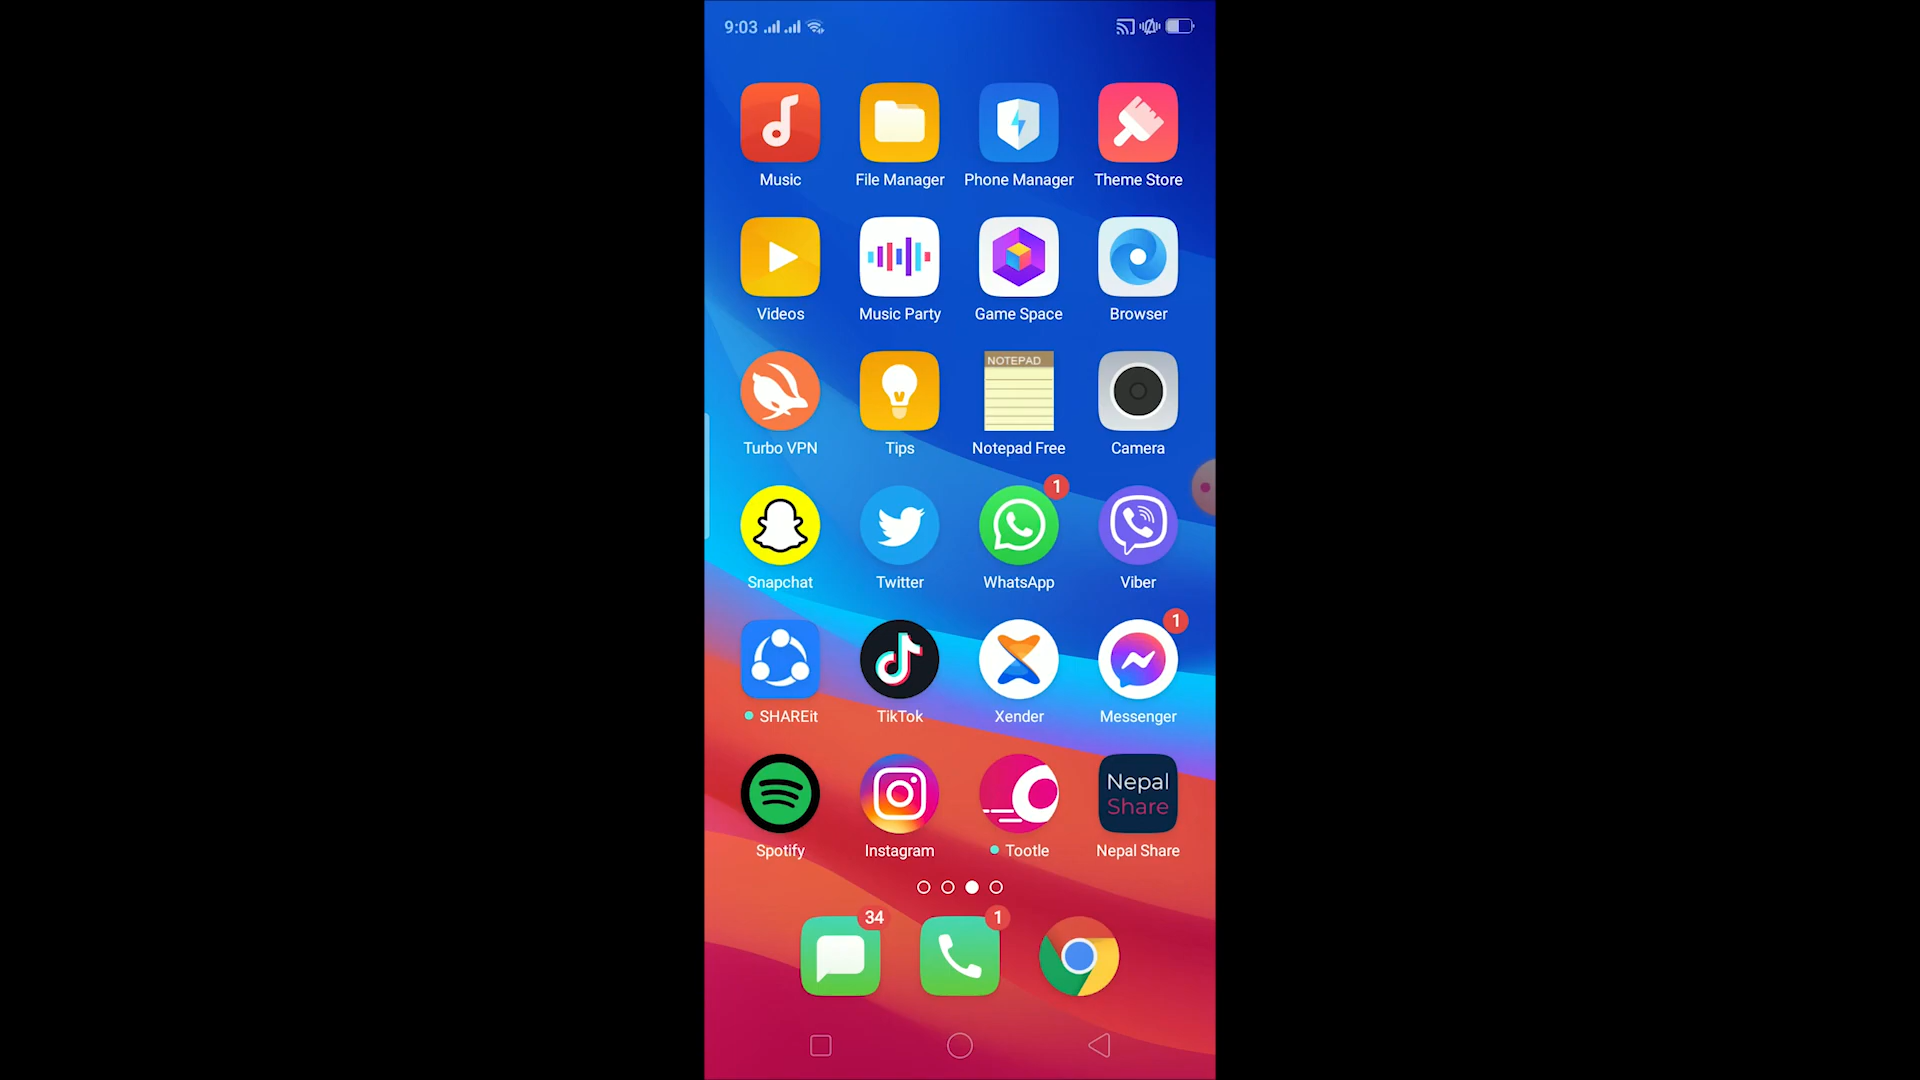 9:03
Music File Manager Phone Manager Theme Store
Videos Music Party Game Space Browser
NOTEPAD
Turbo VPN Tips Notepad Free Camera
1
Snapchat Twitter WhatsApp Viber
1
SHAREit TikTok Xender Messenger
Nepal
Share
Spotify Instagram Tootle Nepal Share
34 1